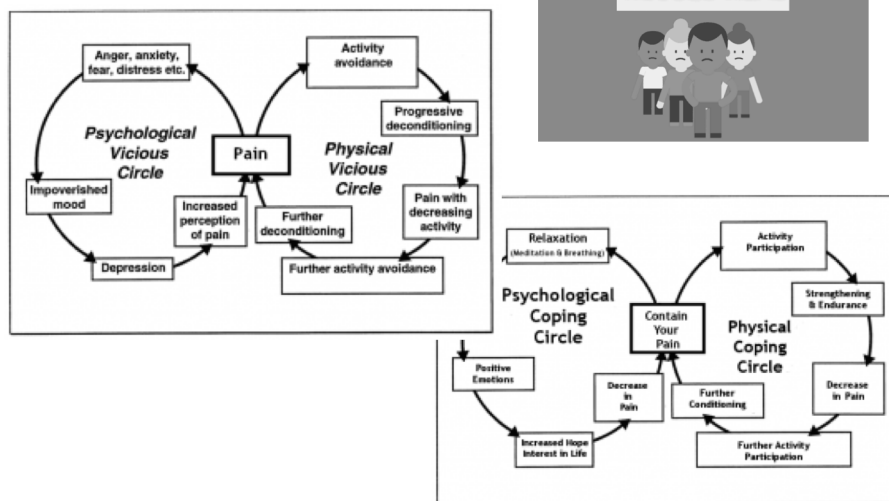 Anger, anxiety,
fear, distress etc.
Activity
avoidance
Progressive
deconditioning
Psychological
Vicious
Circle
Pain
Physical
Vicious
Circle
Impoverished
mood
Increased
perception
of pain
Further
deconditioning
Pain with
decreasing
activity
Depression
Further activity avoidance
Relaxation
(Meditation & Breathing)
Activity
Participation
Strengthening
& Endurance
Psychological
Coping
Circle
Contain
Your
Pain
Physical
Coping
Circle
Positive
Emotions
Decrease
in
Pain
Further
Conditioning
Decrease
in Pain
Increased Hope
Interest in Life
Further Activity
Participation